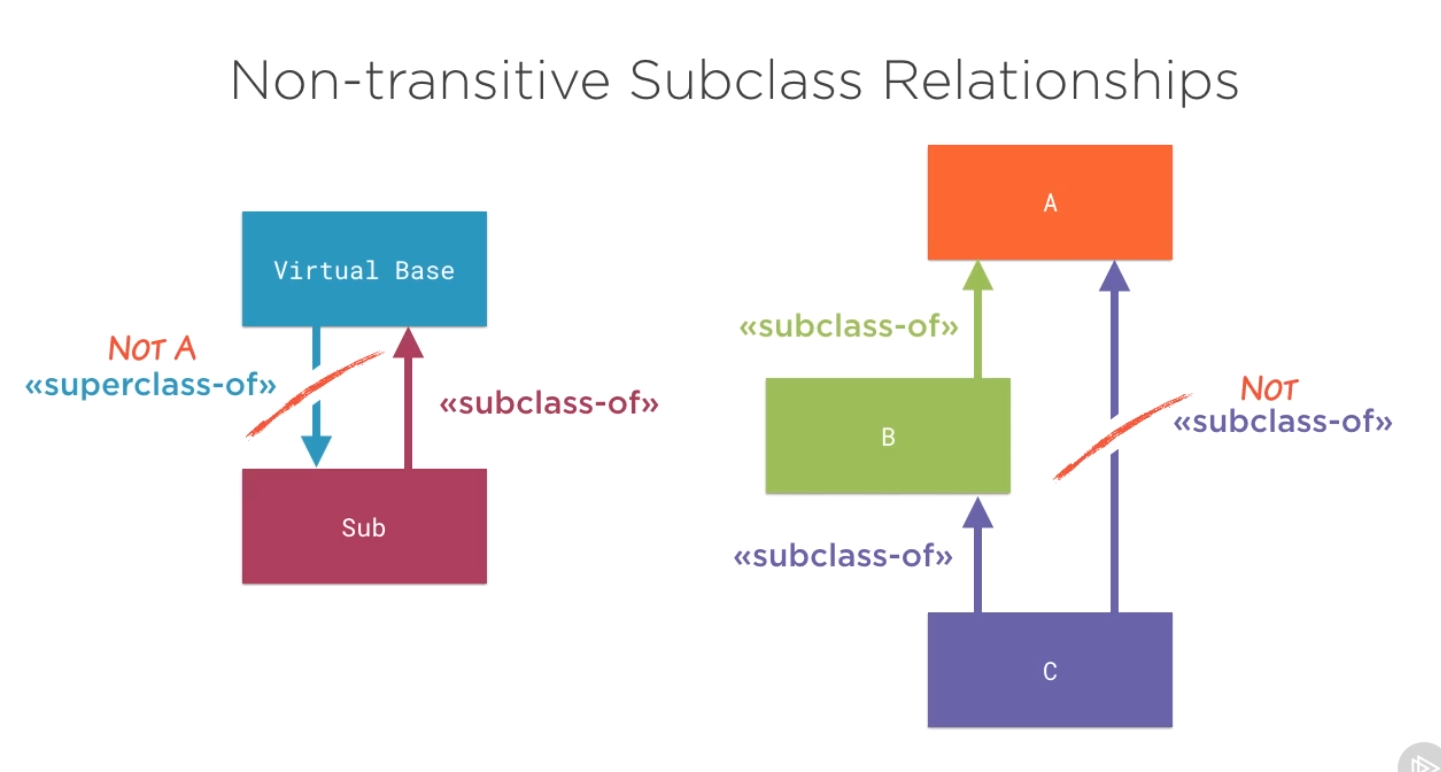 Non-transitive Subclass Relationships
Virtual Base
NOT A
«superclass-of»
«subclass-of»
Sub
A
«subclass-of»
B
NOT
«subclass-of»
«subclass-of»
C